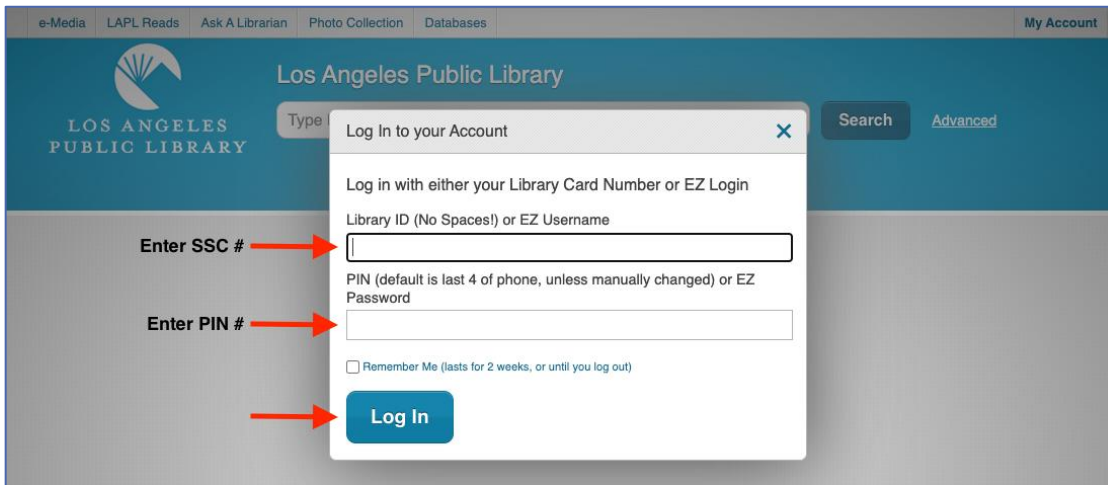 e-Media LAPL Reads Ask A Librarian Photo Collection Databases My Account
Los Angeles Public Library
LOS ANGELES
PUBLIC LIBRARY
Type
Search
Advanced
Log In to your Account
Log in with either your Library Card Number or EZ Login
Library ID (No Spaces!) or EZ Username
Enter SSC #
PIN (default is last 4 of phone, unless manually changed) or EZ
Password
Enter PIN #
Remember Me (lasts for 2 weeks, or until you log out)
Log In